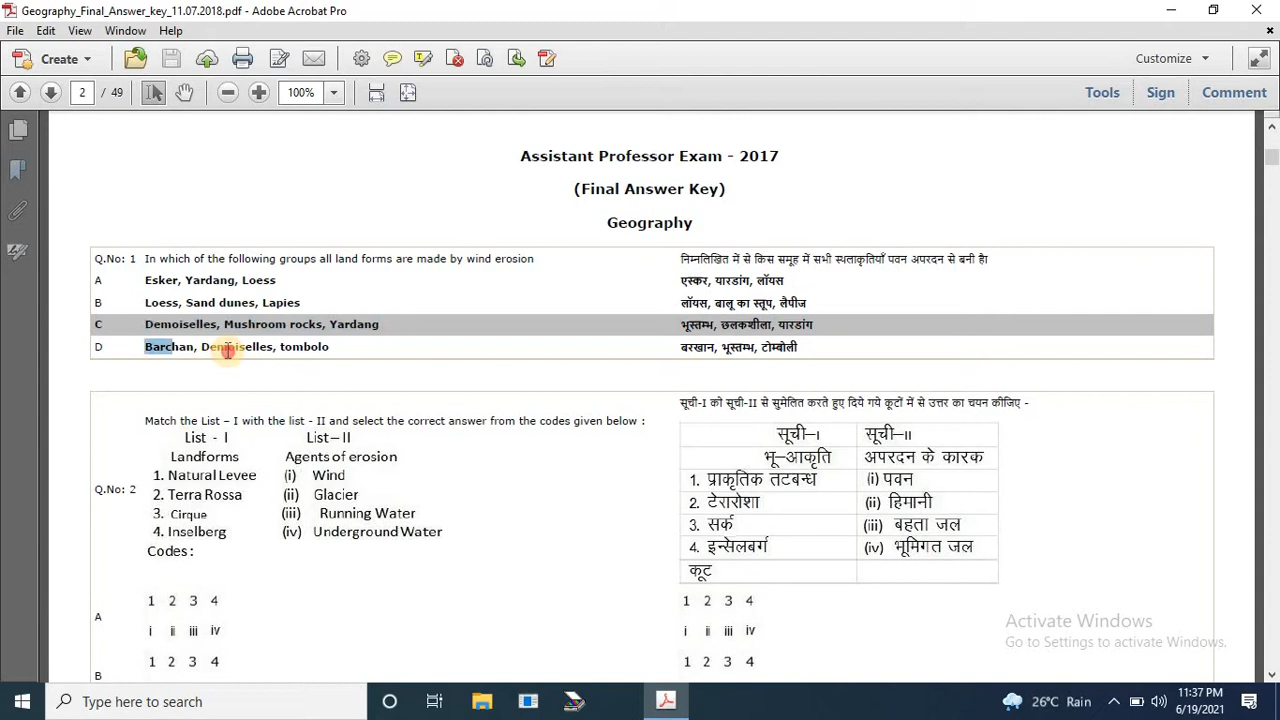 Geography_Final_Answer_key_11.07.2018.pdf - Adobe Acrobat Pro
File Edit View Window Help
Create Customize
2 / 49 100% Tools Sign Comment
Assistant Professor Exam - 2017
(Final Answer Key)
Geography
Q.No: 1 In which of the following groups all land forms are made by wind erosion निम्नलिखित में से किस समूह में सभी स्थलाकृतियाँ पवन अपरदन से बनी है।
A Esker, Yardang, Loess एस्कर, यारडांग, लॉयस
B Loess, Sand dunes, Lapies लॉयस, बालू का स्तूप, लैपीज
C Demoiselles, Mushroom rocks, Yardang भूस्तम्भ, छलकशीला, यारडांग
D Barchan, Demoiselles, tombolo बरखान, भूस्तम्भ, टोम्बोली
Match the List – I with the list - II and select the correct answer from the codes given below : सूची-I को सूची-II से सुमेलित करते हुए दिये गये कूटों में से उत्तर का चयन कीजिए -
List - I List–II सूची–I सूची–II
Landforms Agents of erosion भू–आकृति अपरदन के कारक
1. Natural Levee (i) Wind 1. प्राकृतिक तटबन्ध (i) पवन
Q.No: 2 2. Terra Rossa (ii) Glacier 2. टेरारोशा (ii) हिमानी
3. Cirque (iii) Running Water 3. सर्क (iii) बहता जल
4. Inselberg (iv) Underground Water 4. इन्सेलबर्ग (iv) भूमिगत जल
Codes : कूट
1 2 3 4 1 2 3 4
A
i ii iii iv i ii iii iv
1 2 3 4 1 2 3 4
B
Activate Windows
Go to Settings to activate Windows.
Type here to search 26°C Rain 11:37 PM
6/19/2021